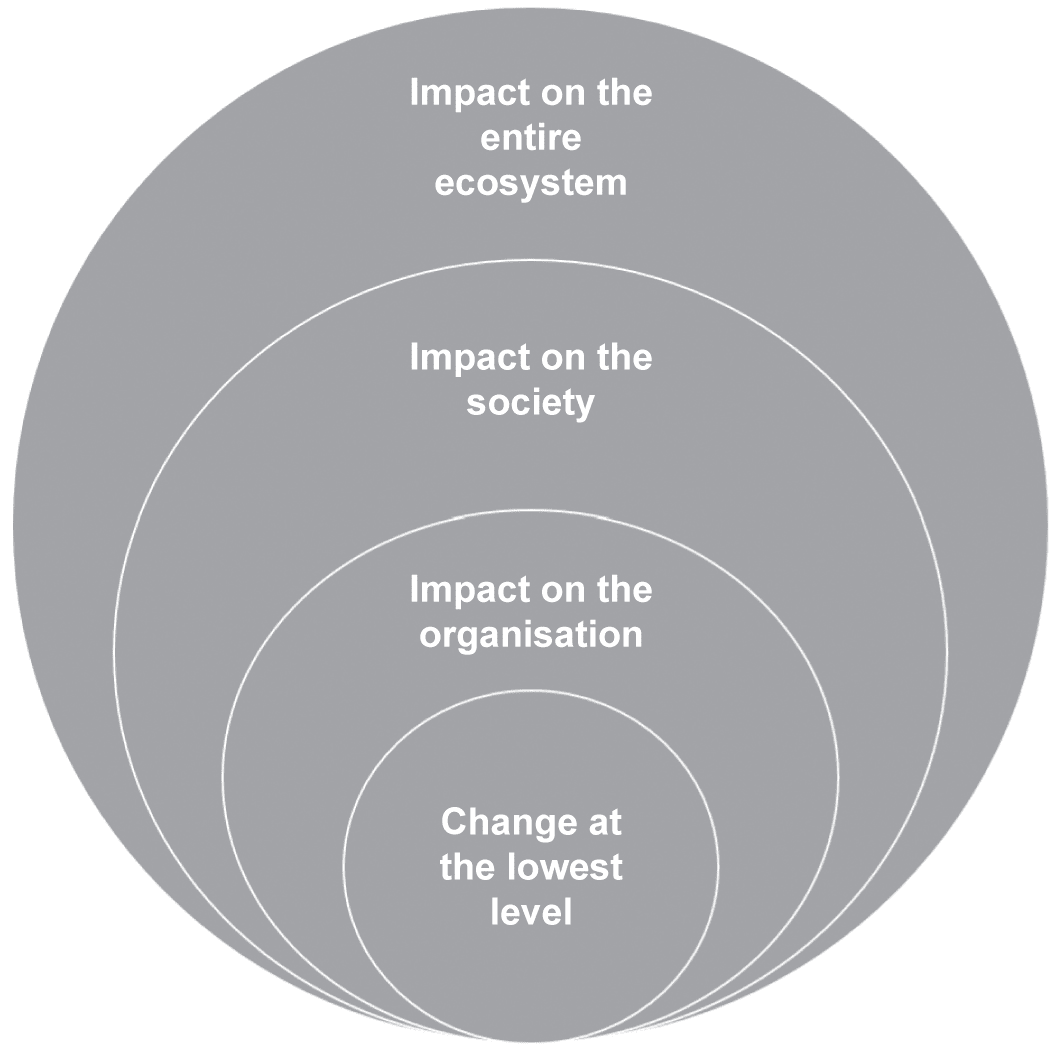 Impact on the
entire
ecosystem
Impact on the
society
Impact on the
organisation
Change at
the lowest
level